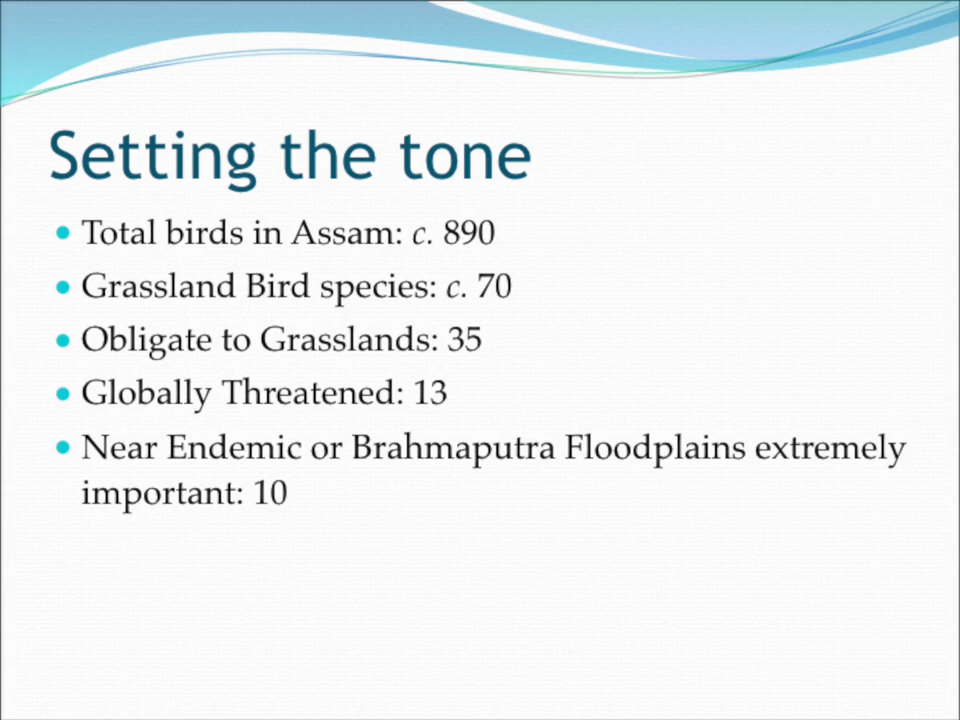 Setting the tone
Total birds in Assam: c. 890
Grassland Bird species: c. 70
Obligate to Grasslands: 35
Globally Threatened: 13
Near Endemic or Brahmaputra Floodplains extremely
important: 10